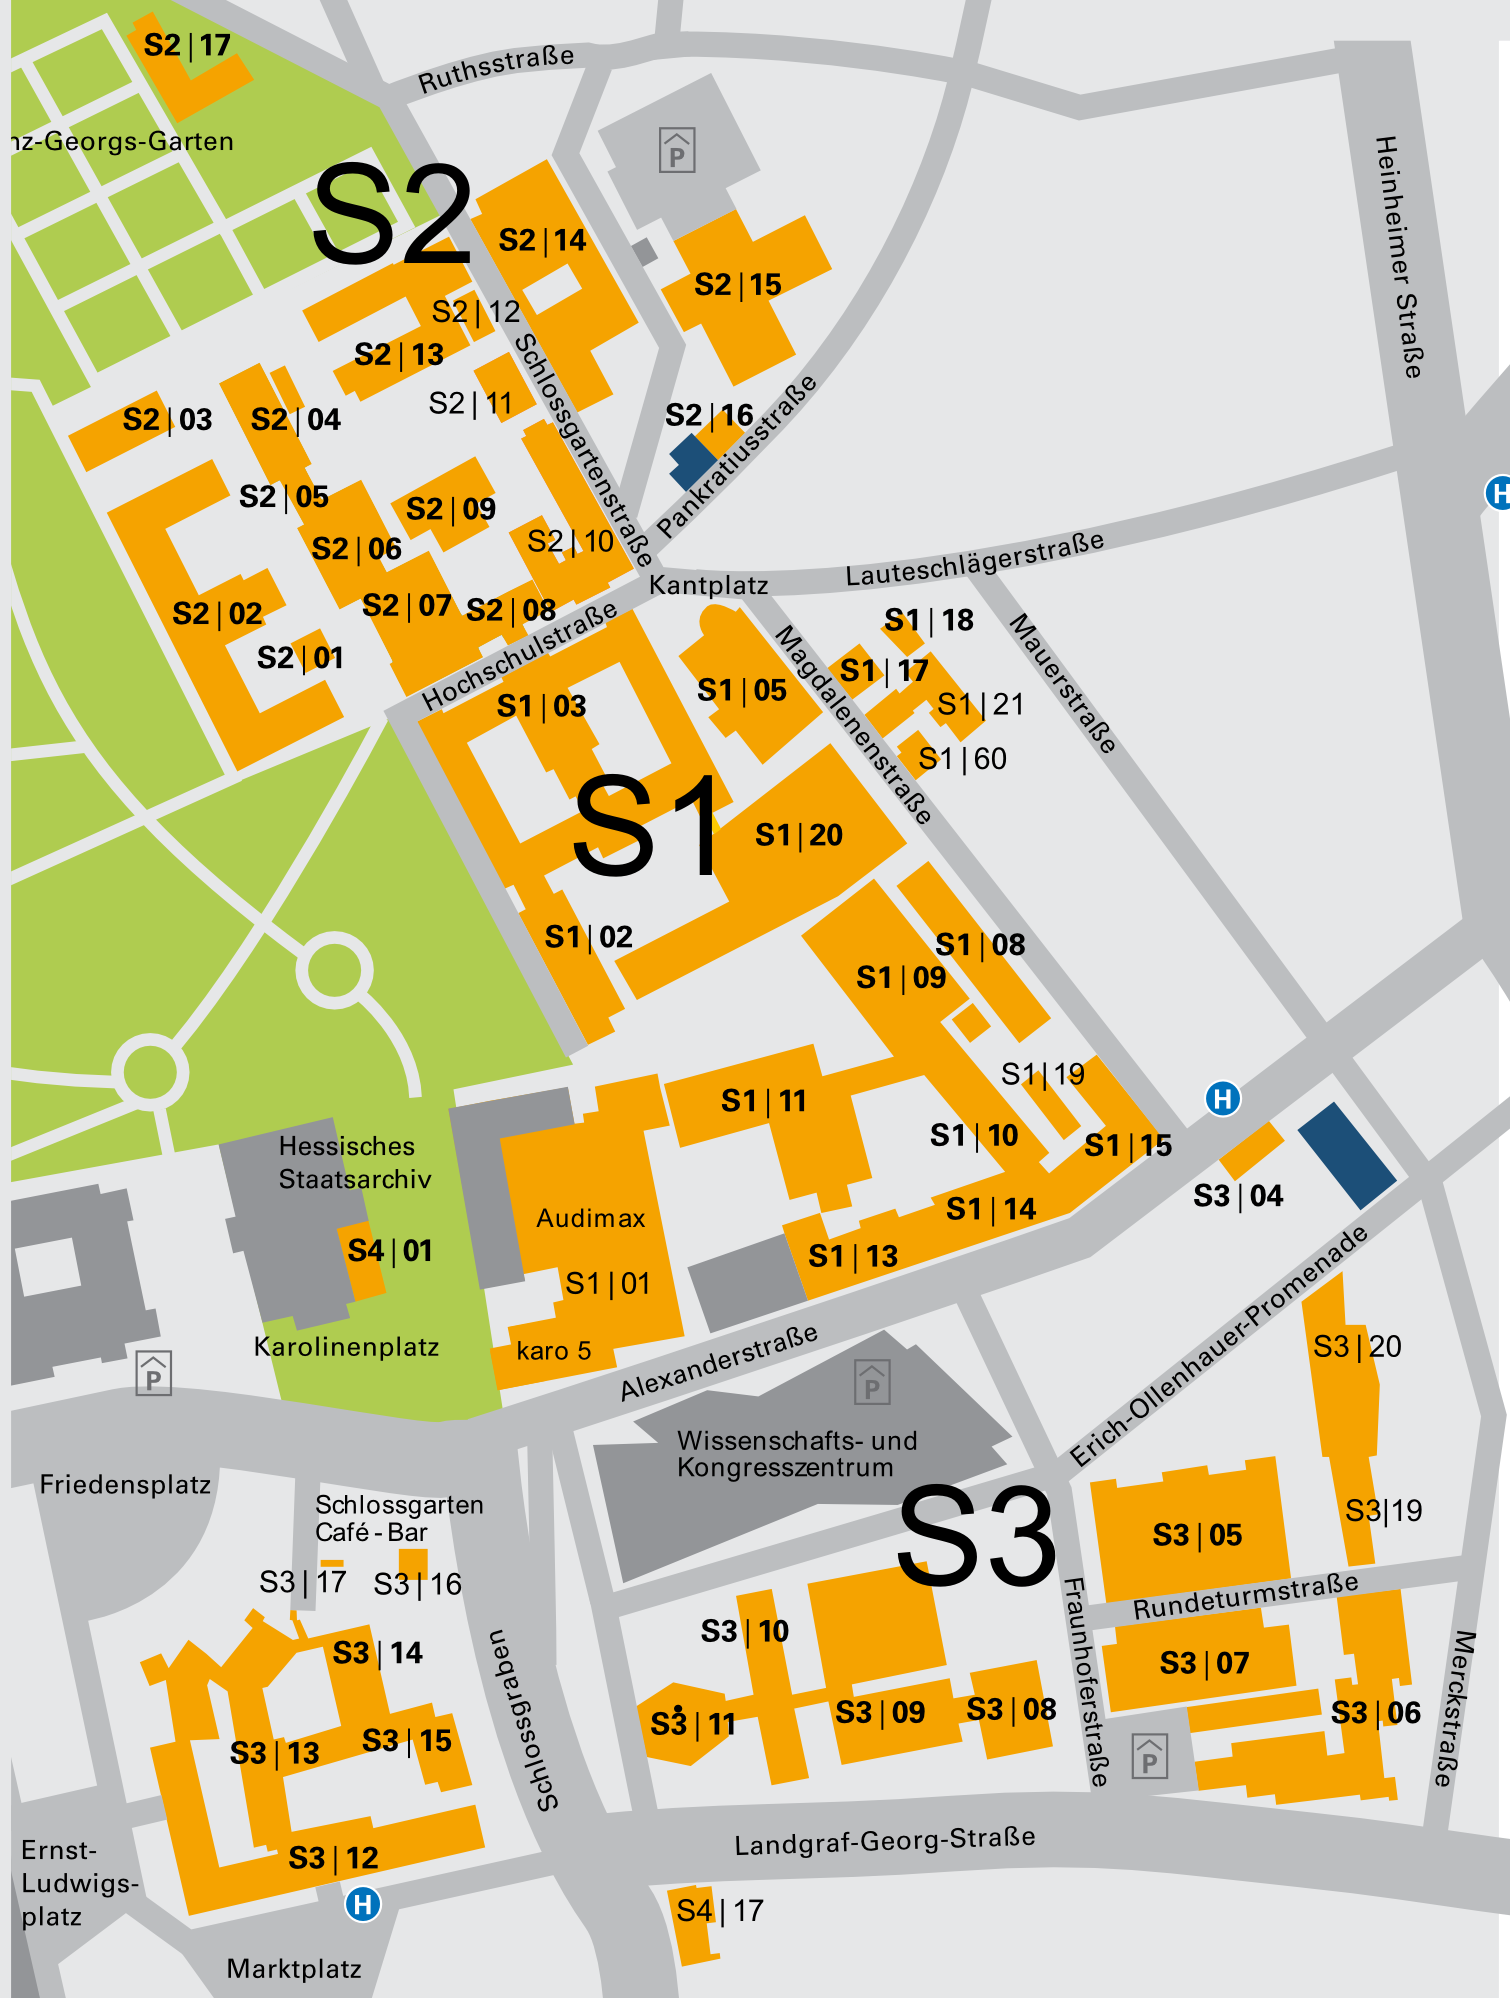 S2|17
Ruthsstraße
nz-Georgs-Garten
P
Heinheimer Straße
S2
S2|14
S2|15
S2|12
S2|13
S2|11
Schlossgartenstraße
S2|03
S2|04
S2|16
Pankratiusstraße
S2|05
S2|09
H
S2|06
S2|10
Lauteschlägerstraße
Kantplatz
S2|02
S2|07
S2|08
S2|01
Hochschulstraße
S1|18
S1|17
Magdalenenstraße
Mauerstraße
S1|03
S1|05
S1|21
S1|60
S1
S1|20
S1|02
S1|08
S1|09
S1|19
S1|11
H
S1|10
S1|15
Hessisches
Staatsarchiv
S3|04
Audimax
S1|14
S4|01
S1|13
S1|01
Karolinenplatz
karo 5
P
Alexanderstraße
Erich-Ollenhauer-Promenade
S3|20
P
Wissenschafts- und
Kongresszentrum
Friedensplatz
Schlossgarten
Café-Bar
S3
S3|05
S3|19
S3|17
S3|16
Rundeturmstraße
Fraunhoferstraße
S3|10
S3|14
Schlossgraben
S3|07
Merckstraße
S3|11
S3|09
S3|08
S3|06
S3|13
S3|15
P
Landgraf-Georg-Straße
Ernst-
Ludwigs-
platz
S3|12
H
S4|17
Marktplatz